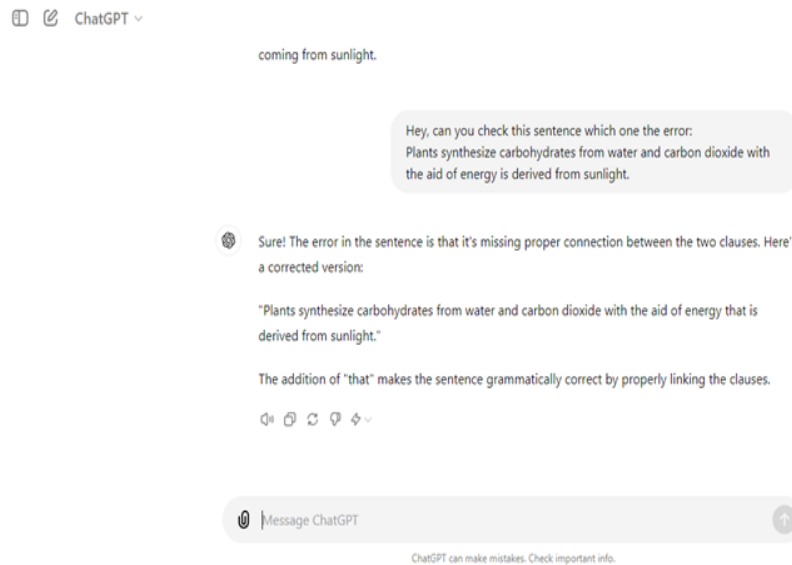 ChatGPT
coming from sunlight.
Hey, can you check this sentence which one the error:
Plants synthesize carbohydrates from water and carbon dioxide with
the aid of energy is derived from sunlight.
Sure! The error in the sentence is that it's missing proper connection between the two clauses. Here'
a corrected version:
"Plants synthesize carbohydrates from water and carbon dioxide with the aid of energy that is
derived from sunlight."
The addition of "that" makes the sentence grammatically correct by properly linking the clauses.
Message ChatGPT
ChatGPT can make mistakes. Check important info.